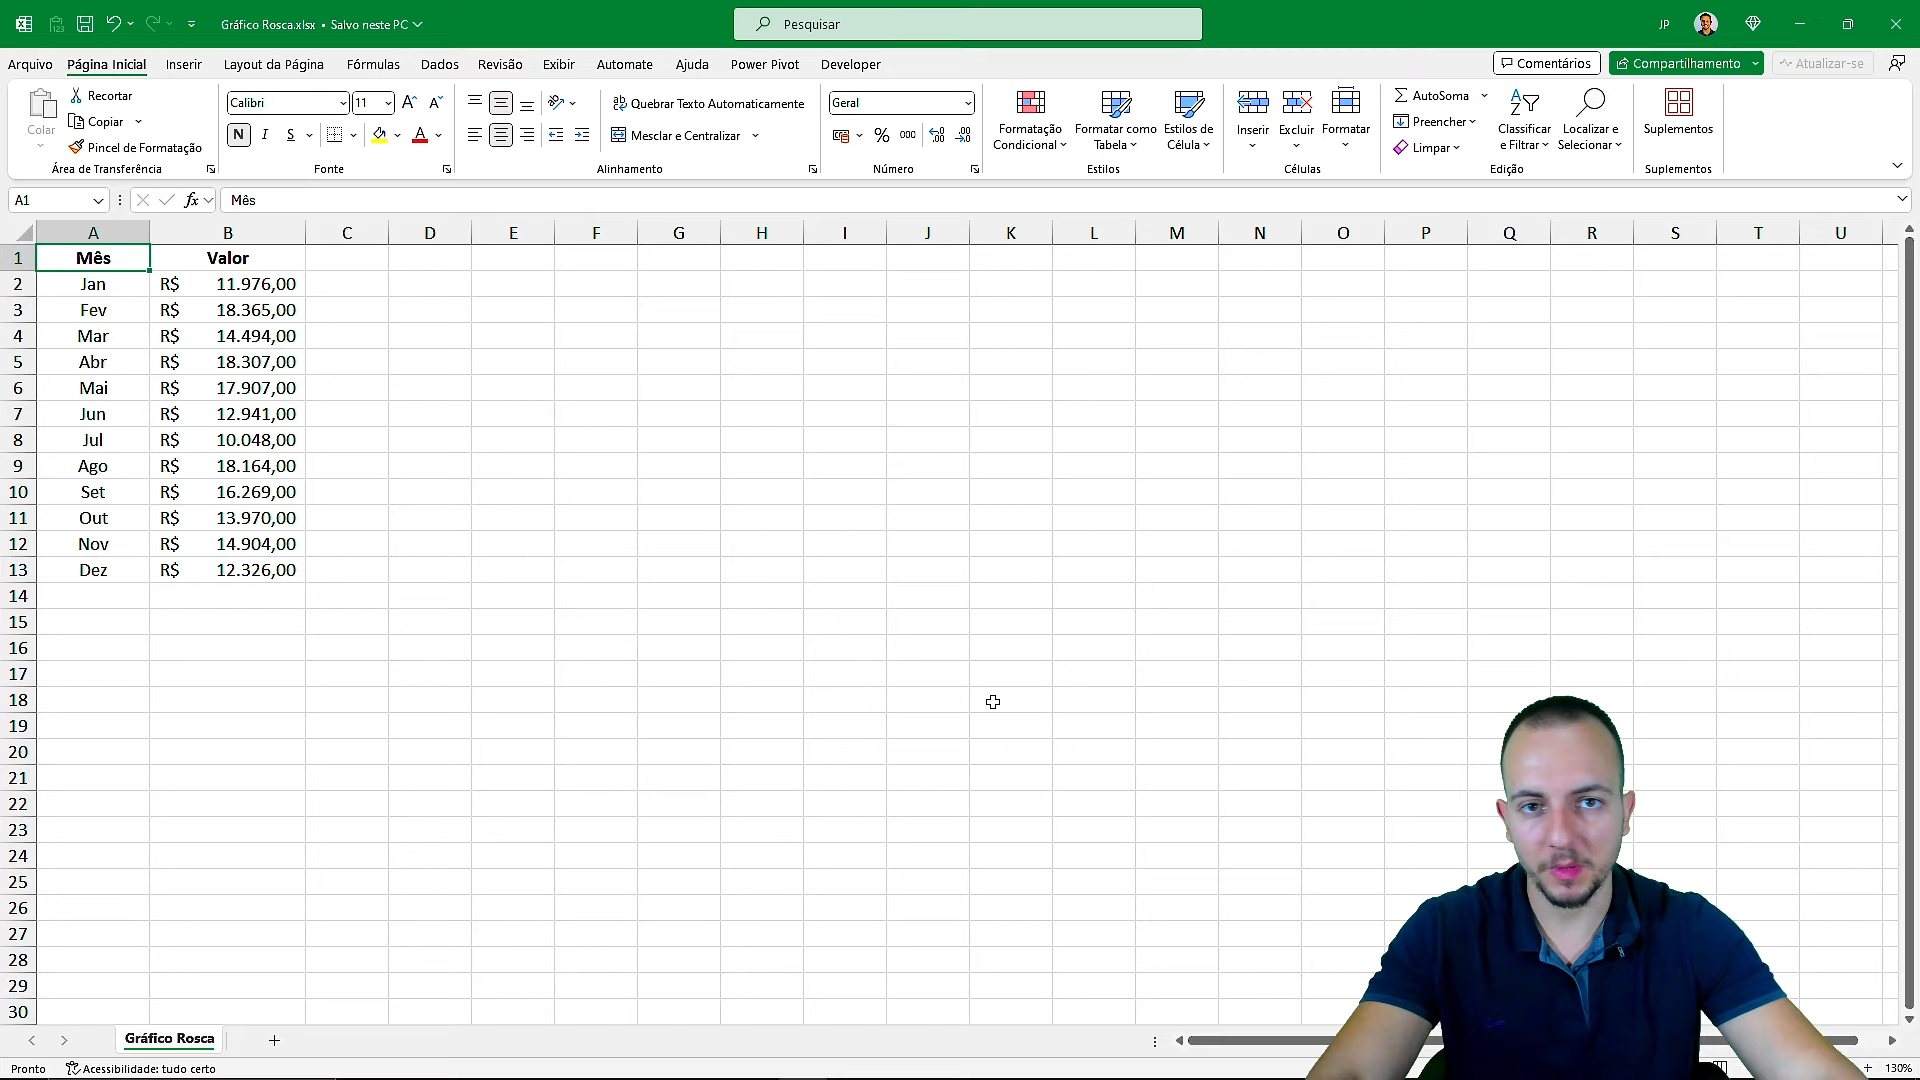 Gráfico Rosca.xlsx • Salvo neste PC
Pesquisar
JP
Arquivo Página Inicial Inserir Layout da Página Fórmulas Dados Revisão Exibir Automate Ajuda Power Pivot Developer
Comentários Compartilhamento Atualizar-se
Colar
Recortar
Copiar
Pincel de Formatação
Área de Transferência
Calibri 11
N I S
Fonte
Quebrar Texto Automaticamente
Mesclar e Centralizar
Alinhamento
Geral
% 000
Número
Formatação Condicional
Formatar como Tabela
Estilos de Célula
Estilos
Inserir Excluir Formatar
Células
AutoSoma
Preencher
Limpar
Classificar e Filtrar
Localizar e Selecionar
Edição
Suplementos
Suplementos
A1 fx Mês
A B C D E F G H I J K L M N O P Q R S T U
1 Mês Valor
2 Jan R$ 11.976,00
3 Fev R$ 18.365,00
4 Mar R$ 14.494,00
5 Abr R$ 18.307,00
6 Mai R$ 17.907,00
7 Jun R$ 12.941,00
8 Jul R$ 10.048,00
9 Ago R$ 18.164,00
10 Set R$ 16.269,00
11 Out R$ 13.970,00
12 Nov R$ 14.904,00
13 Dez R$ 12.326,00
14
15
16
17
18
19
20
21
22
23
24
25
26
27
28
29
30
Gráfico Rosca
Pronto Acessibilidade: tudo certo 130%